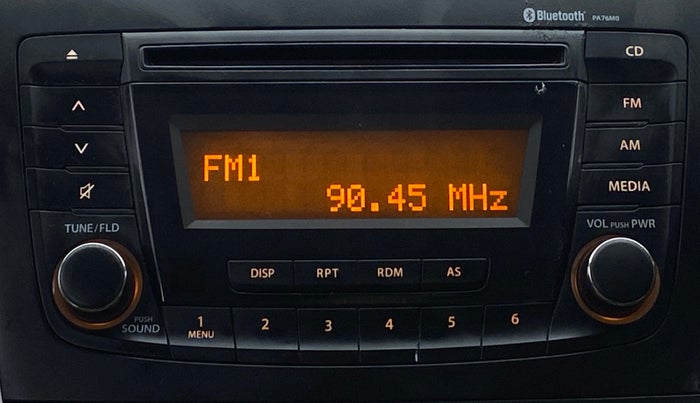 Bluetooth® PA76M0
CD
FM
AM
MEDIA
FM1
90.45 MHz
TUNE/FLD
VOL PUSH PWR
DISP RPT RDM AS
PUSH
SOUND
1 2 3 4 5 6
MENU